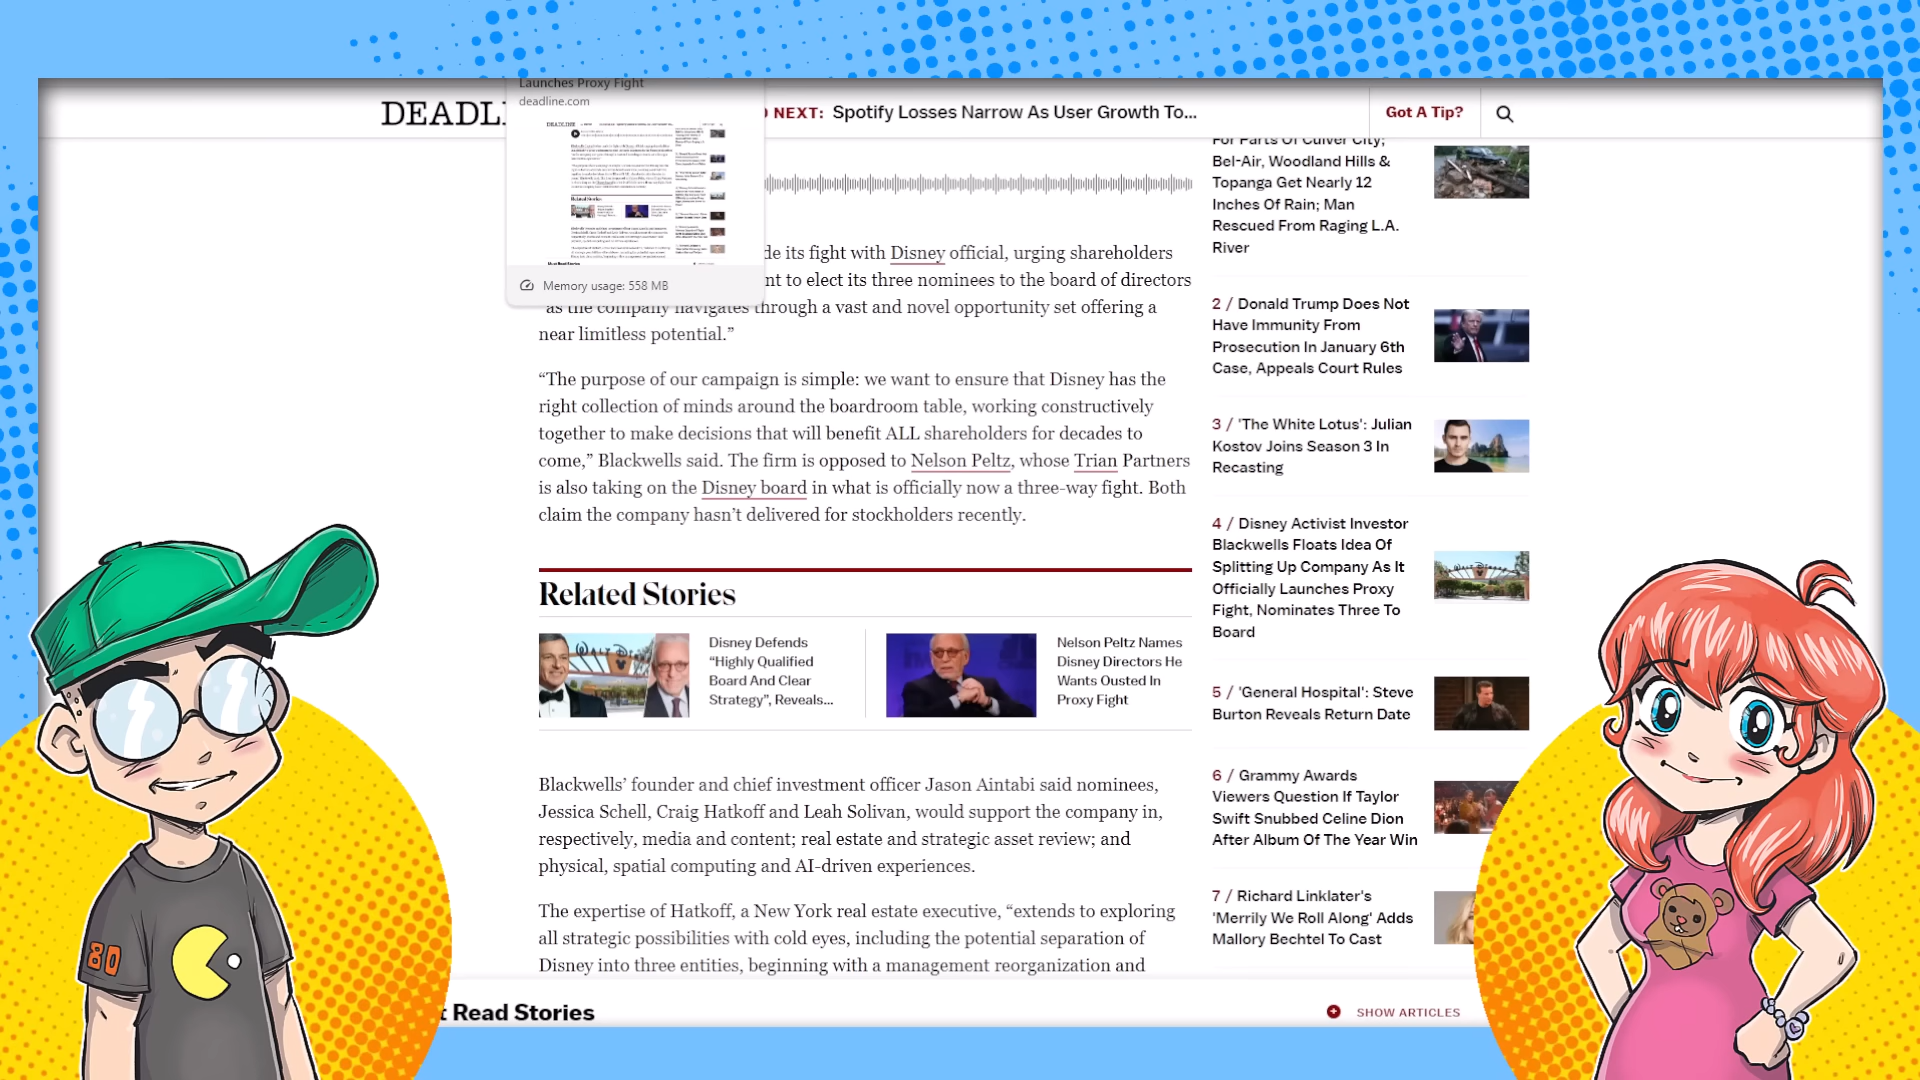 Launches Proxy Fight
deadline.com
DEADL
NEXT: Spotify Losses Narrow As User Growth To...
Got A Tip?
Memory usage: 558 MB
de its fight with Disney official, urging shareholders
nt to elect its three nominees to the board of directors
“as the company navigates through a vast and novel opportunity set offering a
near limitless potential.”
“The purpose of our campaign is simple: we want to ensure that Disney has the
right collection of minds around the boardroom table, working constructively
together to make decisions that will benefit ALL shareholders for decades to
come,” Blackwells said. The firm is opposed to Nelson Peltz, whose Trian Partners
is also taking on the Disney board in what is officially now a three-way fight. Both
claim the company hasn’t delivered for stockholders recently.
Related Stories
Disney Defends
“Highly Qualified
Board And Clear
Strategy”, Reveals...
Nelson Peltz Names
Disney Directors He
Wants Ousted In
Proxy Fight
Blackwells’ founder and chief investment officer Jason Aintabi said nominees,
Jessica Schell, Craig Hatkoff and Leah Solivan, would support the company in,
respectively, media and content; real estate and strategic asset review; and
physical, spatial computing and AI-driven experiences.
The expertise of Hatkoff, a New York real estate executive, “extends to exploring
all strategic possibilities with cold eyes, including the potential separation of
Disney into three entities, beginning with a management reorganization and
For Parts Of Culver City;
Bel-Air, Woodland Hills &
Topanga Get Nearly 12
Inches Of Rain; Man
Rescued From Raging L.A.
River
2 / Donald Trump Does Not
Have Immunity From
Prosecution In January 6th
Case, Appeals Court Rules
3 / 'The White Lotus': Julian
Kostov Joins Season 3 In
Recasting
4 / Disney Activist Investor
Blackwells Floats Idea Of
Splitting Up Company As It
Officially Launches Proxy
Fight, Nominates Three To
Board
5 / 'General Hospital': Steve
Burton Reveals Return Date
6 / Grammy Awards
Viewers Question If Taylor
Swift Snubbed Celine Dion
After Album Of The Year Win
7 / Richard Linklater's
'Merrily We Roll Along' Adds
Mallory Bechtel To Cast
t Read Stories
SHOW ARTICLES
80